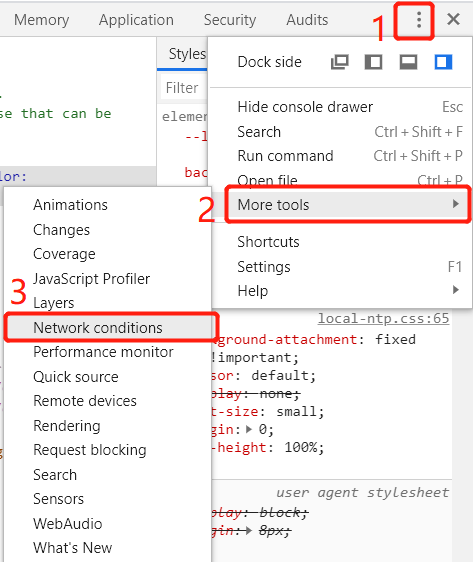 Memory Application Security Audits 1
Styles
Dock side
Filter
Hide console drawer Esc
elemen
se that can be
Search Ctrl + Shift + F
--l
Run command Ctrl + Shift + P
lor:
bac
Open file Ctrl + P
2 More tools
Shortcuts
Settings F1
Help
3
Animations
Changes
Coverage
JavaScript Profiler
Layers
Network conditions
Performance monitor
Quick source
Remote devices
Rendering
Request blocking
Search
Sensors
WebAudio
What's New
local-ntp.css:65
ground-attachment: fixed
!important;
sor: default;
play: none;
t-size: small;
gin: 0;
-height: 100%;
user agent stylesheet
play: block;
gin: 8px;